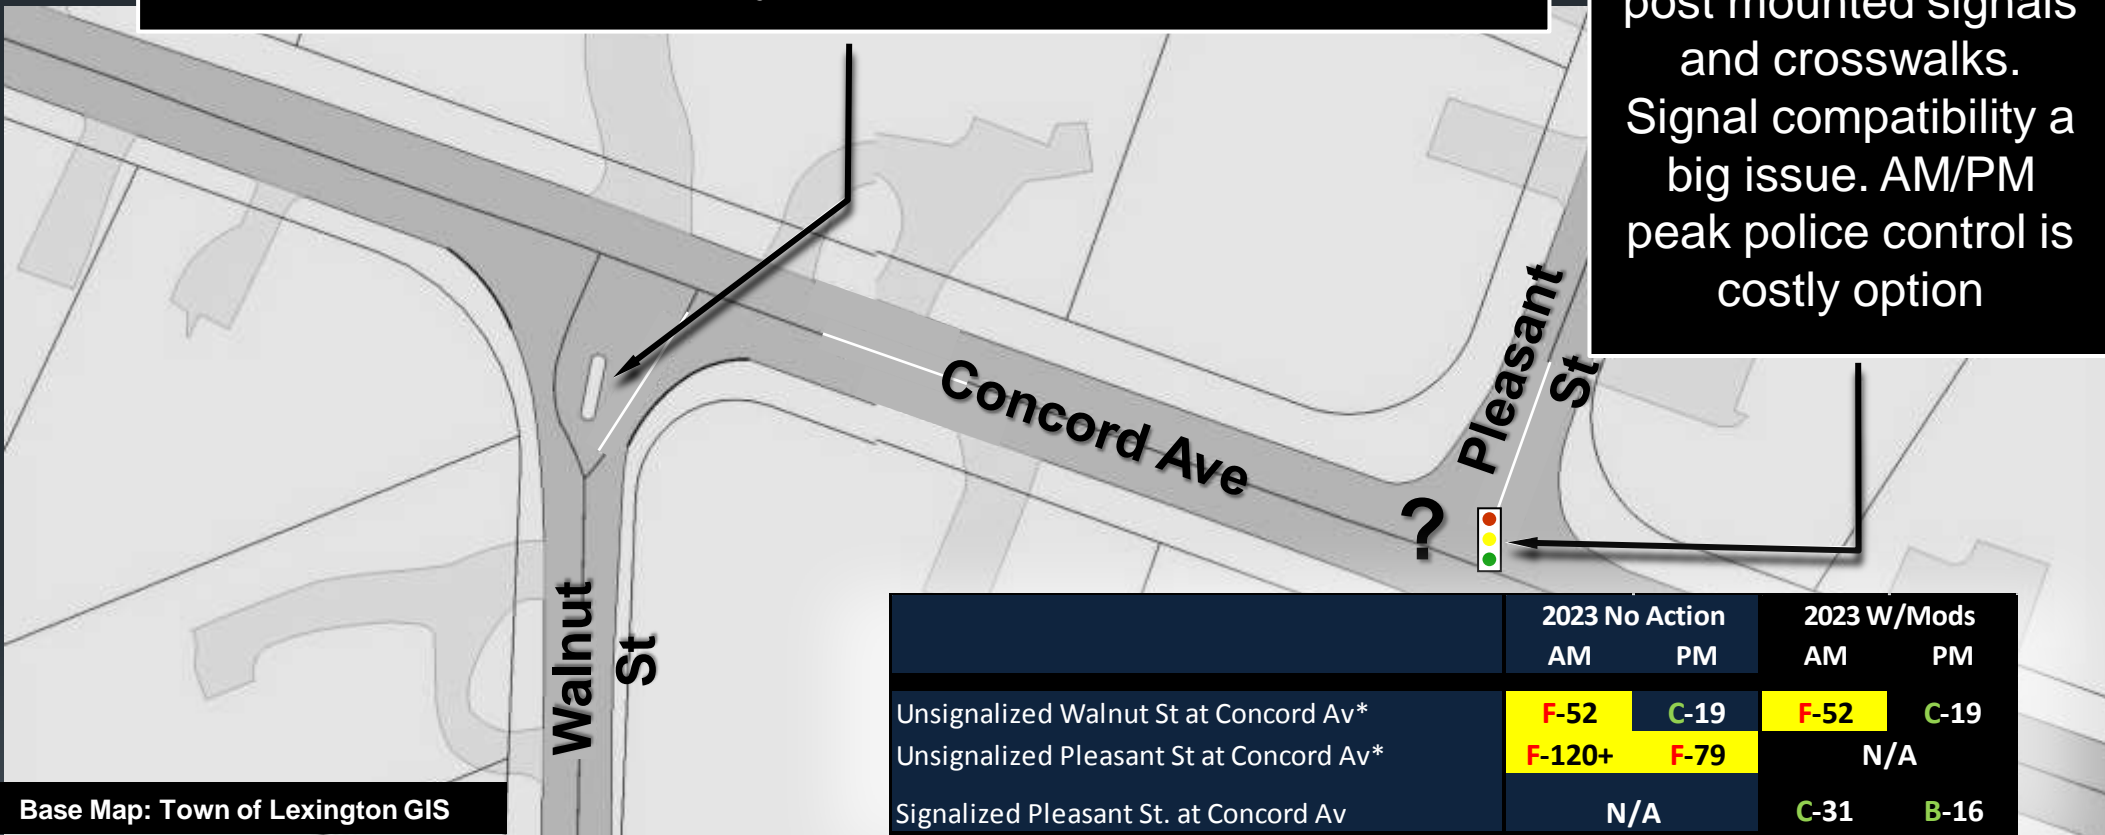 post mounted signals
and crosswalks.
Signal compatibility a
big issue. AM/PM
peak police control is
costly option
Pleasant
St
Concord Ave
?
Walnut
St
2023 No Action 2023 W/Mods
AM PM AM PM
Unsignalized Walnut St at Concord Av* F-52 C-19 F-52 C-19
Unsignalized Pleasant St at Concord Av* F-120+ F-79 N/A
Signalized Pleasant St. at Concord Av N/A C-31 B-16
Base Map: Town of Lexington GIS